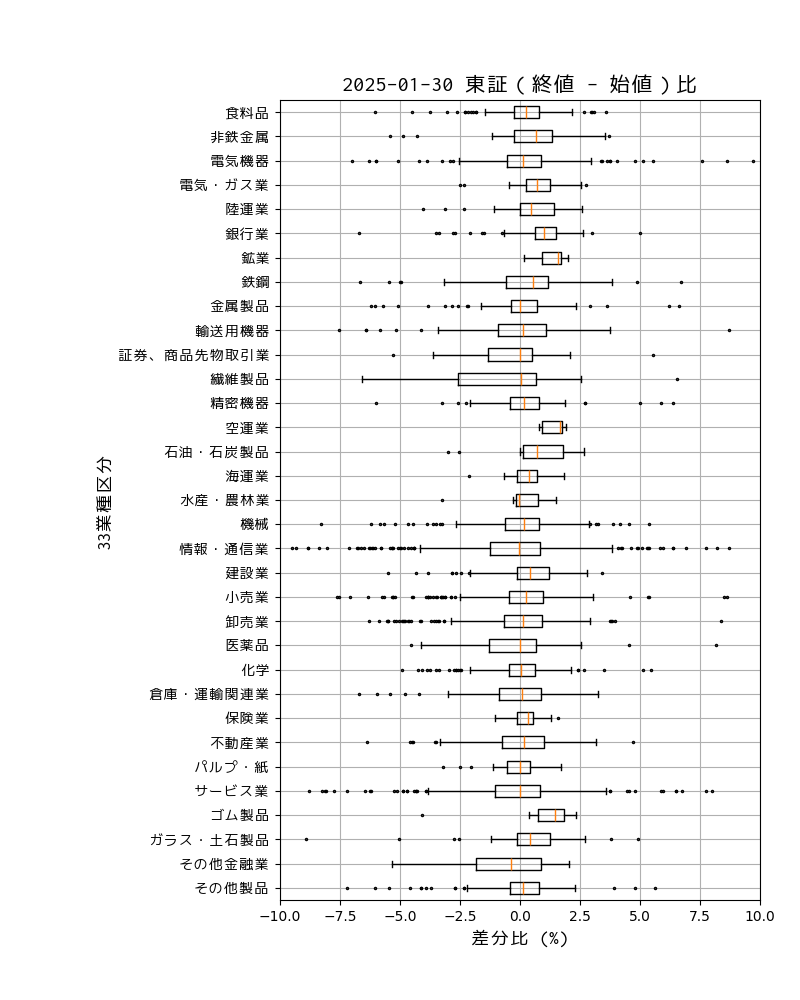 2025-01-30 東証（終値 - 始値）比
食料品
非鉄金属
電気機器
電気・ガス業
陸運業
銀行業
鉱業
鉄鋼
金属製品
輸送用機器
証券、商品先物取引業
繊維製品
精密機器
空運業
石油・石炭製品
海運業
水産・農林業
機械
情報・通信業
建設業
小売業
卸売業
医薬品
化学
倉庫・運輸関連業
保険業
不動産業
パルプ・紙
サービス業
ゴム製品
ガラス・土石製品
その他金融業
その他製品
33業種区分
−10.0 −7.5 −5.0 −2.5 0.0 2.5 5.0 7.5 10.0
差分比 (%)